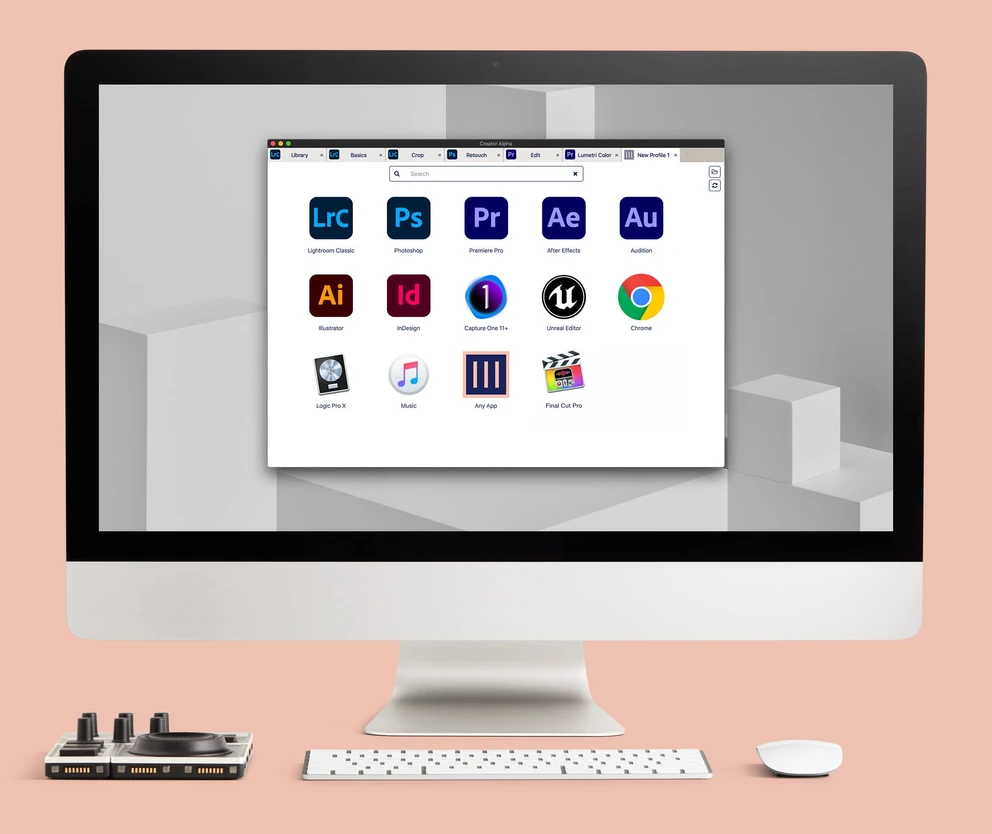 Creator Alpha
LrC Library × LrC Basics × LrC Crop × Ps Retouch × Pr Edit × Pr Lumetri Color × New Profile 1 ×
Search ×
LrC Ps Pr Ae Au
Lightroom Classic Photoshop Premiere Pro After Effects Audition
Ai Id 1
Illustrator InDesign Capture One 11+ Unreal Editor Chrome
Logic Pro X Music Any App Final Cut Pro